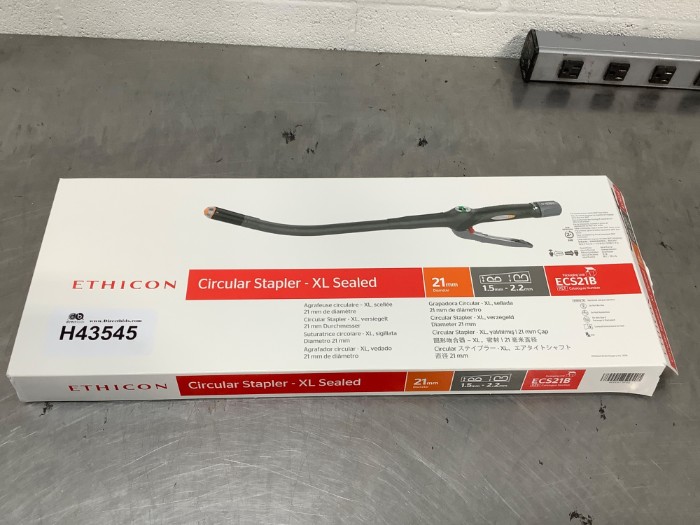 ETHICON
Circular Stapler - XL Sealed
21mm
1.5mm - 2.2mm
ECS21B
Agrafeuse circulaire - XL, scellée
21 mm de diamètre
Circular Stapler - XL, versiegelt
21 mm-Durchmesser
Suturatrice circolare - XL, sigillata
Diametro 21 mm
Agrafador circular - XL, vedado
21 mm de diâmetro
Grapadora Circular - XL, sellada
21 mm de diámetro
Circular Stapler - XL, verzegeld
Diameter 21 mm
H43545
ETHICON
Circular Stapler - XL Sealed
21mm
1.5mm - 2.2mm
ECS21B